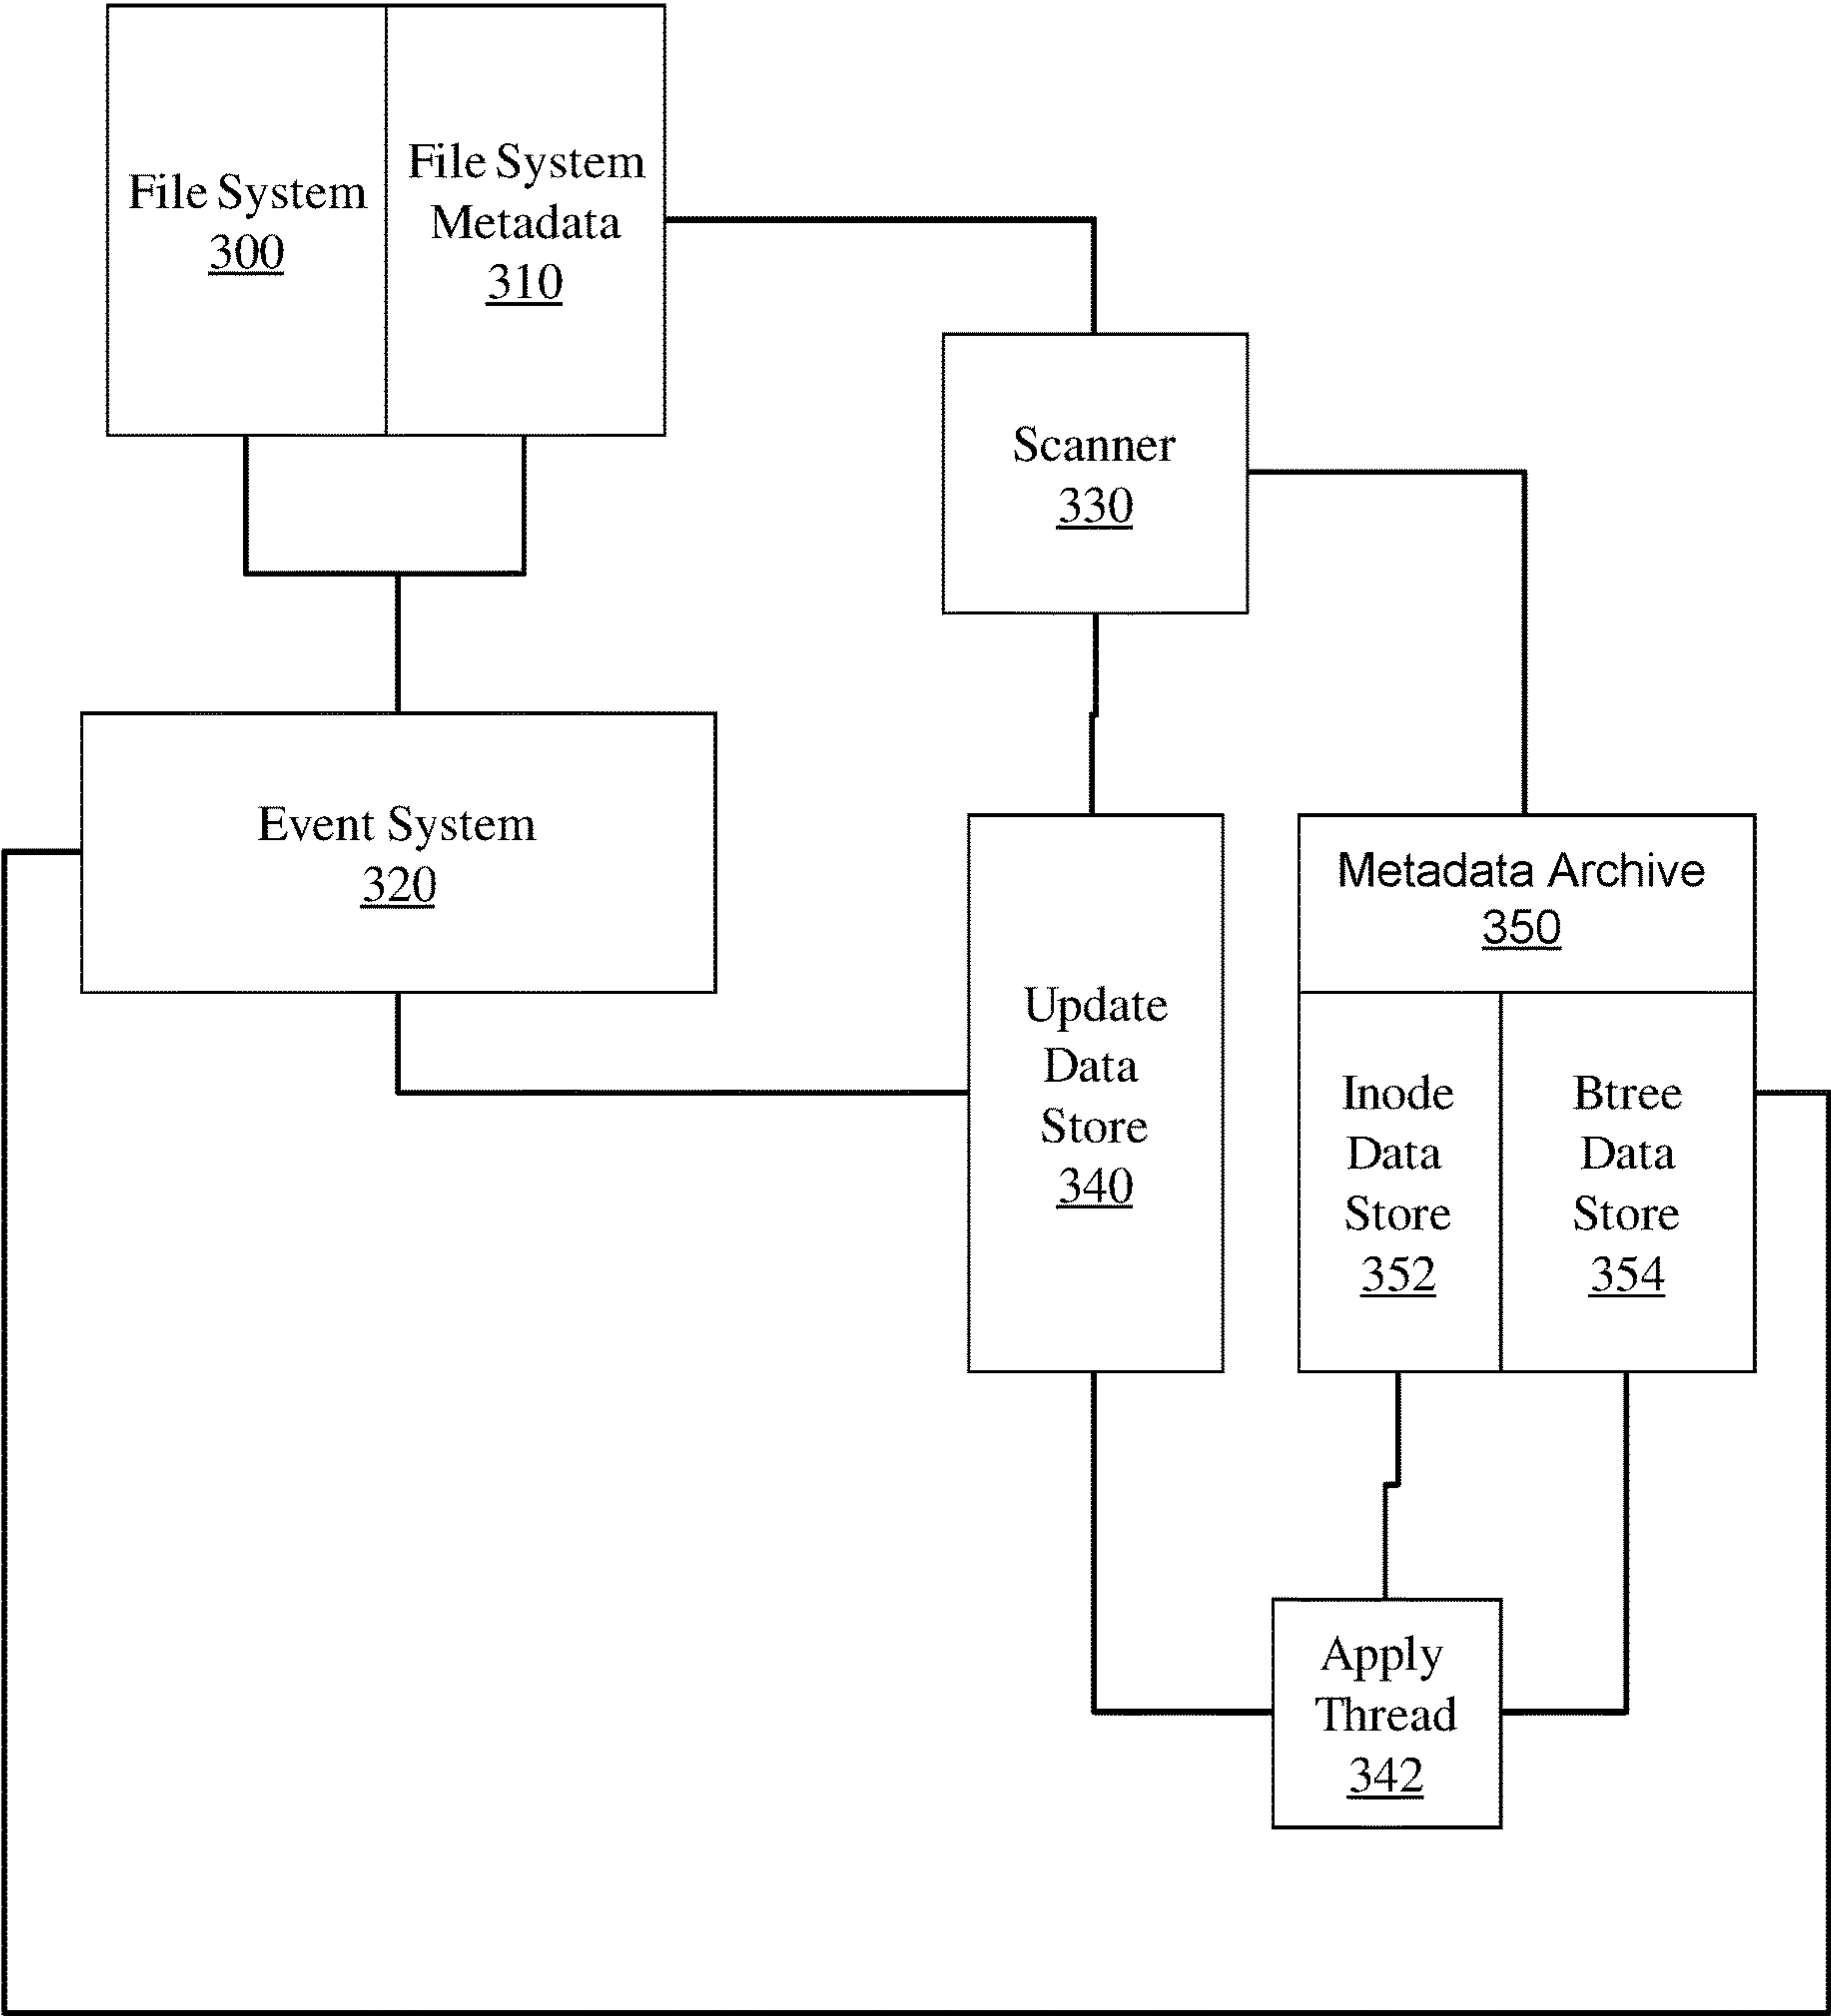 File System
300
File System
Metadata
310
Scanner
330
Event System
320
Metadata Archive
350
Update
Data
Store
340
Inode
Data
Store
352
Btree
Data
Store
354
Apply
Thread
342